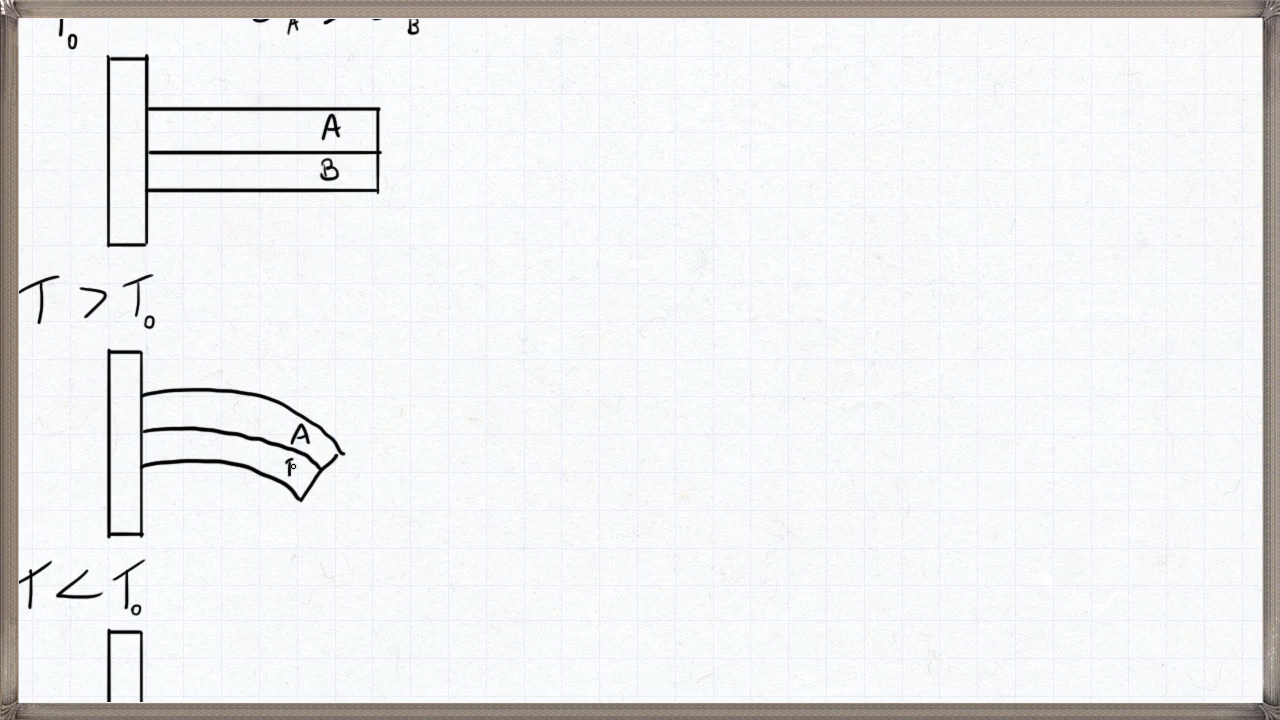 T₀ A > B
A
B
T > T₀
A
T < T₀